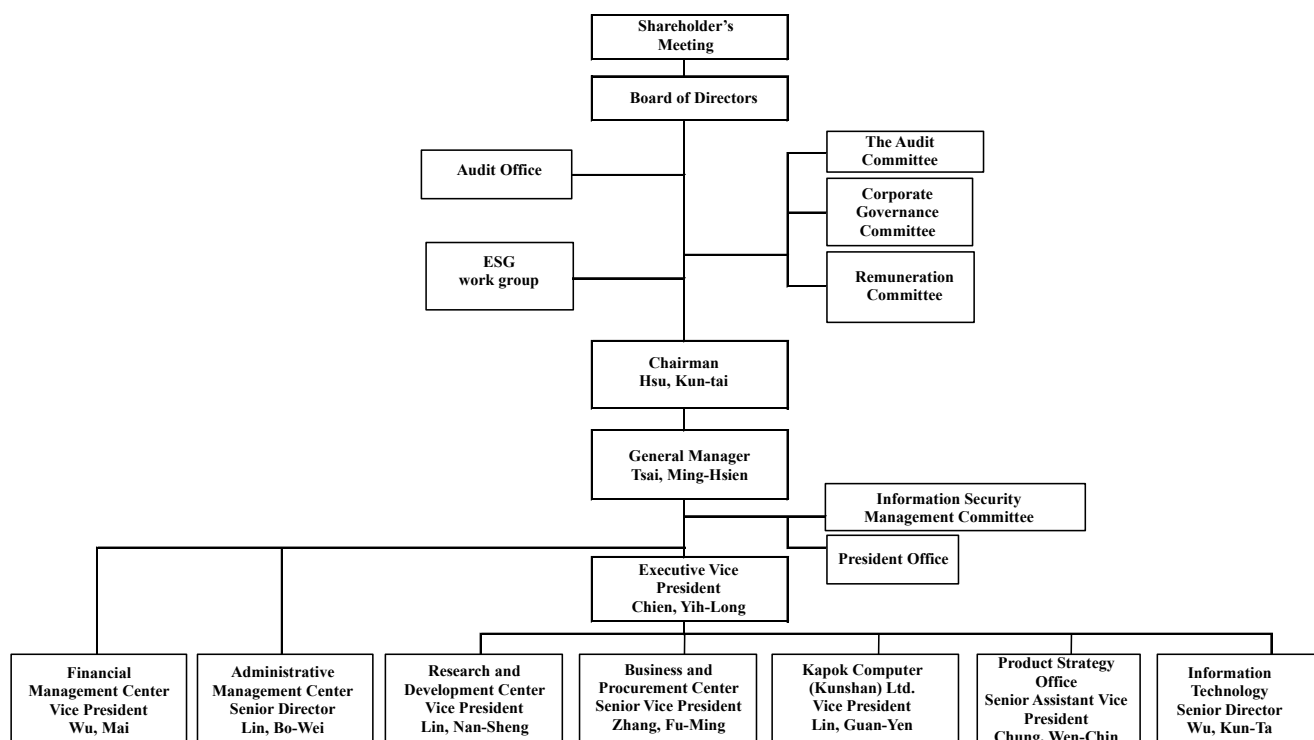 Shareholder’s
Meeting
Board of Directors
Audit Office
The Audit
Committee
Corporate
Governance
Committee
ESG
work group
Remuneration
Committee
Chairman
Hsu, Kun-tai
General Manager
Tsai, Ming-Hsien
Information Security
Management Committee
President Office
Executive Vice
President
Chien, Yih-Long
Financial
Management Center
Vice President
Wu, Mai
Administrative
Management Center
Senior Director
Lin, Bo-Wei
Research and
Development Center
Vice President
Lin, Nan-Sheng
Business and
Procurement Center
Senior Vice President
Zhang, Fu-Ming
Kapok Computer
(Kunshan) Ltd.
Vice President
Lin, Guan-Yen
Product Strategy
Office
Senior Assistant Vice
President
Chung, Wen-Chin
Information
Technology
Senior Director
Wu, Kun-Ta